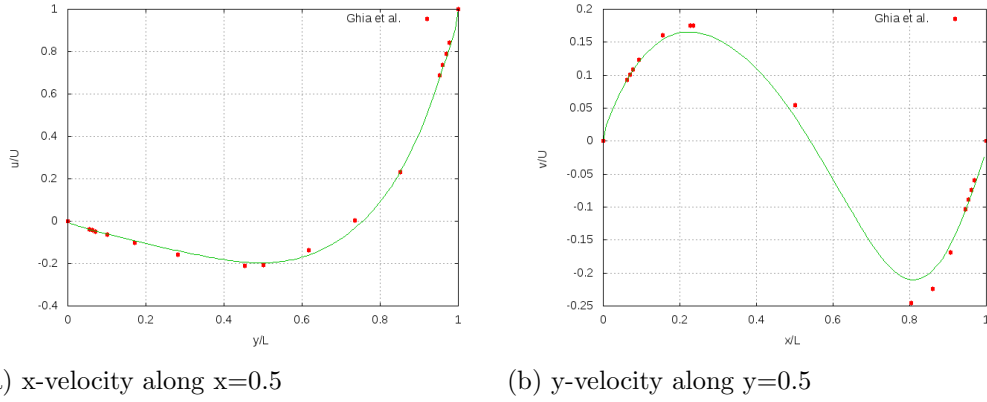 1
0.8
0.6
0.4
0.2
0
-0.2
-0.4
u/U
0 0.2 0.4 0.6 0.8 1
y/L
Ghia et al.
) x-velocity along x=0.5
0.2
0.15
0.1
0.05
0
-0.05
-0.1
-0.15
-0.2
-0.25
v/U
0 0.2 0.4 0.6 0.8 1
x/L
Ghia et al.
(b) y-velocity along y=0.5